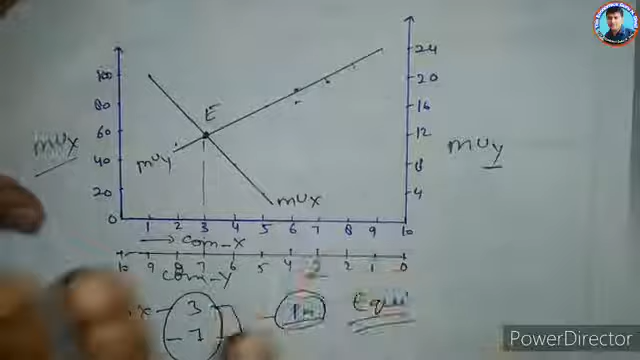 24
100
20
80
E
16
60
12
MUx
MUy
40
8
MUy
20
4
MUx
0
1 2 3 4 5 6 7 8 9 10
→ com-x
10 9 8 7 6 5 4 3 2 1 0
com-y
x - 3
Equi
- 7
PowerDirector